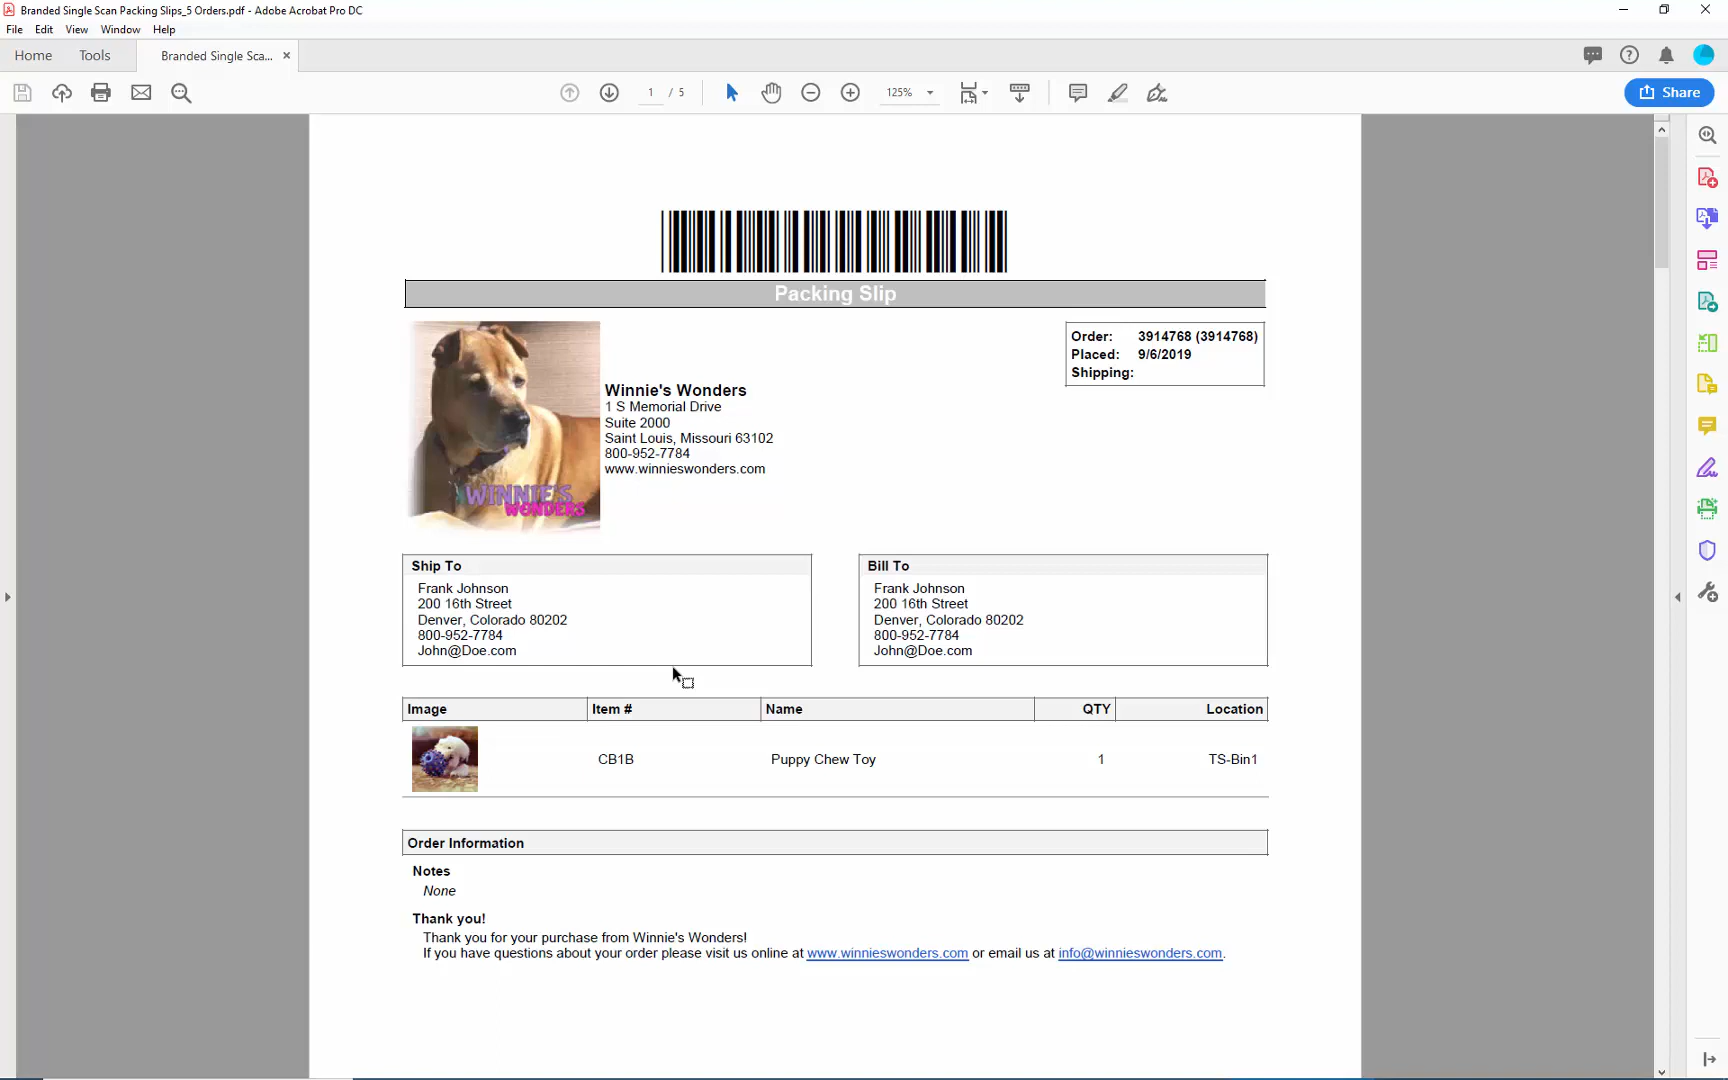 Branded Single Scan Packing Slips_5 Orders.pdf - Adobe Acrobat Pro DC
File Edit View Window Help
Home Tools Branded Single Sca... ×
1 / 5 125% Share
Packing Slip
WINNIE'S
WONDERS
Winnie's Wonders
1 S Memorial Drive
Suite 2000
Saint Louis, Missouri 63102
800-952-7784
www.winnieswonders.com
Order: 3914768 (3914768)
Placed: 9/6/2019
Shipping:
Ship To
Frank Johnson
200 16th Street
Denver, Colorado 80202
800-952-7784
John@Doe.com
Bill To
Frank Johnson
200 16th Street
Denver, Colorado 80202
800-952-7784
John@Doe.com
Image Item # Name QTY Location
CB1B Puppy Chew Toy 1 TS-Bin1
Order Information
Notes
None
Thank you!
Thank you for your purchase from Winnie's Wonders!
If you have questions about your order please visit us online at www.winnieswonders.com or email us at info@winnieswonders.com.